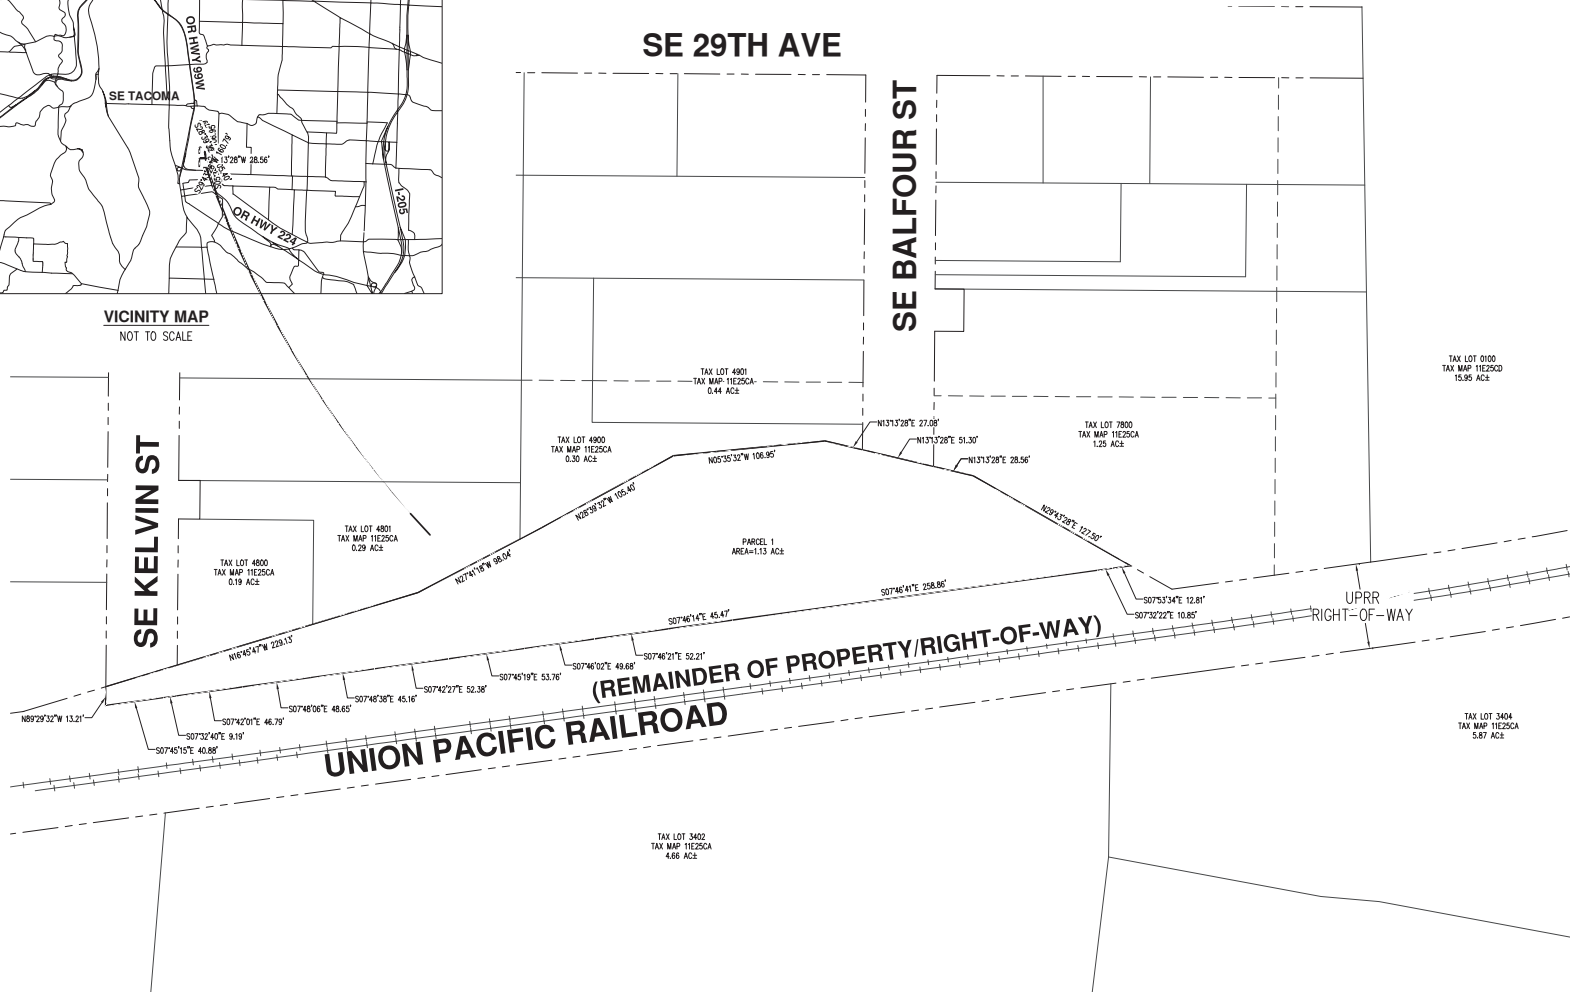 SE 29TH AVE
OR HWY 99W
SE TACOMA
13'28"W 28.56'
I-205
OR HWY 224
VICINITY MAP
NOT TO SCALE
SE BALFOUR ST
SE KELVIN ST
TAX LOT 4901
TAX MAP 11E25CA
0.44 AC±
TAX LOT 0100
TAX MAP 11E25CD
15.95 AC±
TAX LOT 4900
TAX MAP 11E25CA
0.30 AC±
TAX LOT 7800
TAX MAP 11E25CA
1.25 AC±
N13°13'28"E 27.08'
N13°13'28"E 51.30'
N13°13'28"E 28.56'
N05°35'32"W 106.95'
N28°39'32"W 105.40'
N29°43'28"E 127.50'
TAX LOT 4801
TAX MAP 11E25CA
0.29 AC±
TAX LOT 4800
TAX MAP 11E25CA
0.19 AC±
PARCEL 1
AREA=1.13 AC±
N27°41'18"W 98.04'
N16°45'47"W 229.13'
S07°46'41"E 258.86'
S07°46'14"E 45.47'
S07°53'34"E 12.81'
S07°32'22"E 10.85'
UPRR
RIGHT-OF-WAY
S07°46'21"E 52.21'
S07°46'02"E 49.68'
S07°45'19"E 53.76'
S07°42'27"E 52.38'
S07°48'38"E 45.16'
S07°48'06"E 48.65'
S07°42'01"E 46.79'
S07°32'40"E 9.19'
S07°45'15"E 40.88'
N89°29'32"W 13.21'
(REMAINDER OF PROPERTY/RIGHT-OF-WAY)
UNION PACIFIC RAILROAD
TAX LOT 3404
TAX MAP 11E25CA
5.87 AC±
TAX LOT 3402
TAX MAP 11E25CA
4.66 AC±